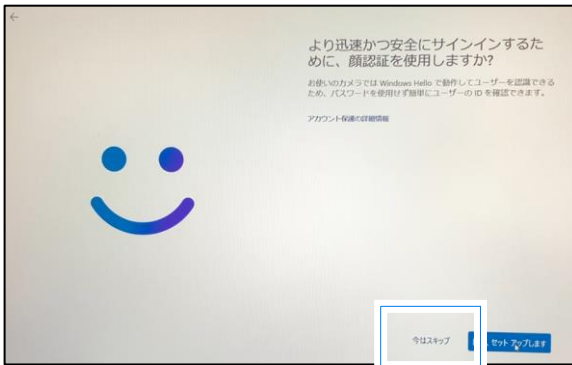 より迅速かつ安全にサインインするた
めに、顔認証を使用しますか?
お使いのカメラでは Windows Hello で動作してユーザーを認識できる
ため、パスワードを使用せず簡単にユーザーの ID を確認できます。
アカウント保護の詳細情報
今はスキップ
セット アップします